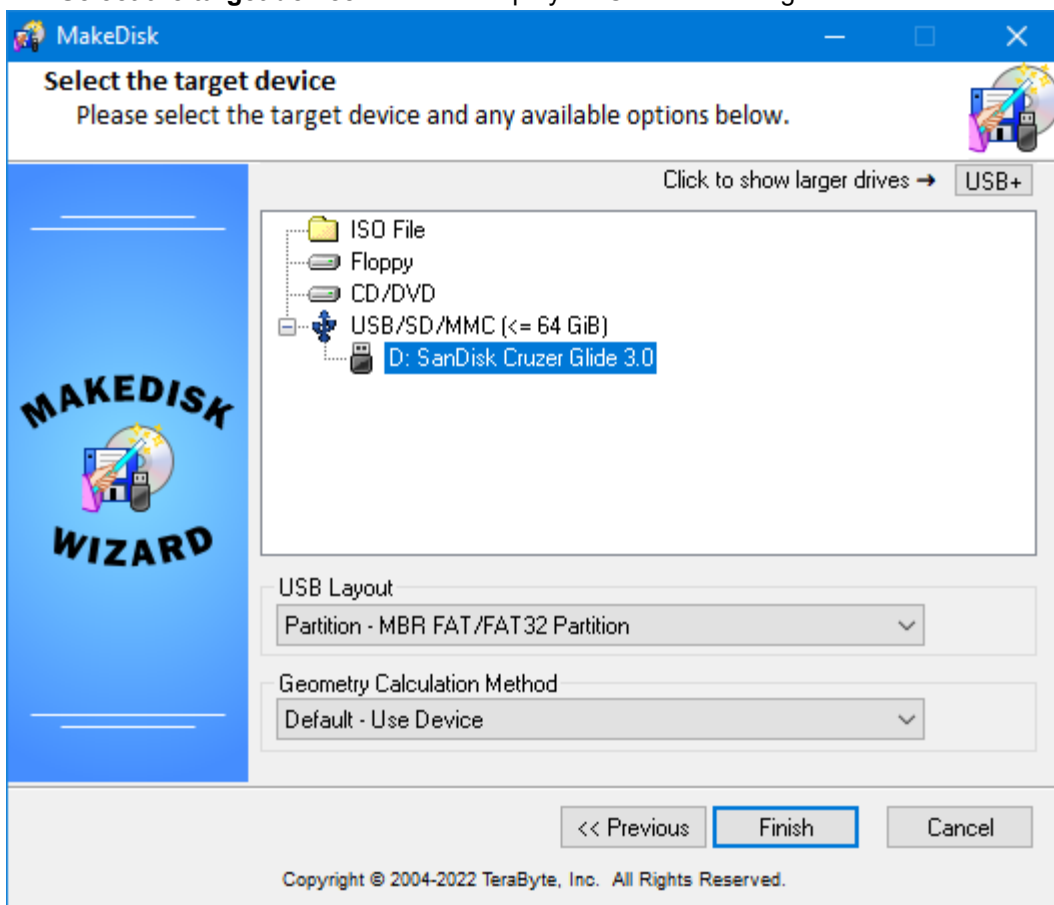 MakeDisk
Select the target device
Please select the target device and any available options below.
Click to show larger drives → USB+
ISO File
Floppy
CD/DVD
USB/SD/MMC (<= 64 GiB)
D: SanDisk Cruzer Glide 3.0
MAKEDISK
WIZARD
USB Layout
Partition - MBR FAT/FAT32 Partition
Geometry Calculation Method
Default - Use Device
<< Previous Finish Cancel
Copyright © 2004-2022 TeraByte, Inc. All Rights Reserved.